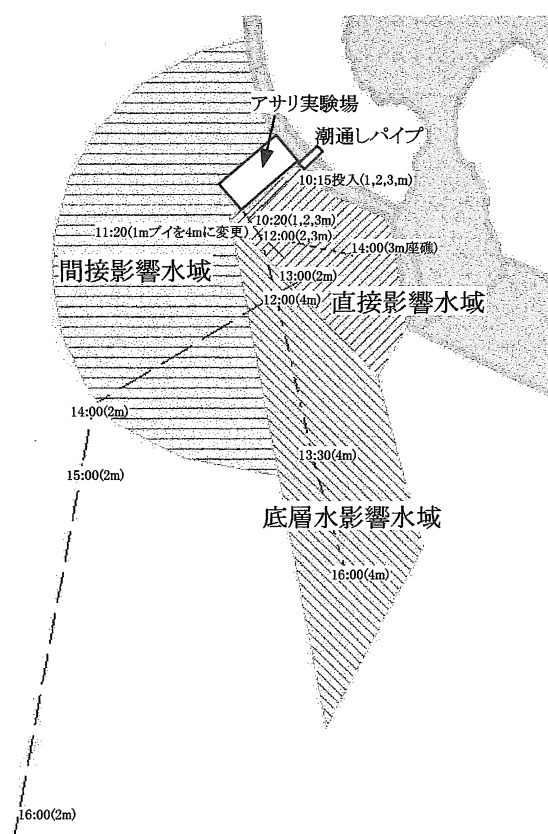 アサリ実験場
潮通しパイプ
10:15投入(1,2,3,m)
10:20(1,2,3m)
11:20(1mブイを4mに変更)
12:00(2,3m)
14:00(3m座礁)
間接影響水域
13:00(2m)
12:00(4m)
直接影響水域
14:00(2m)
13:30(4m)
15:00(2m)
底層水影響水域
16:00(4m)
16:00(2m)